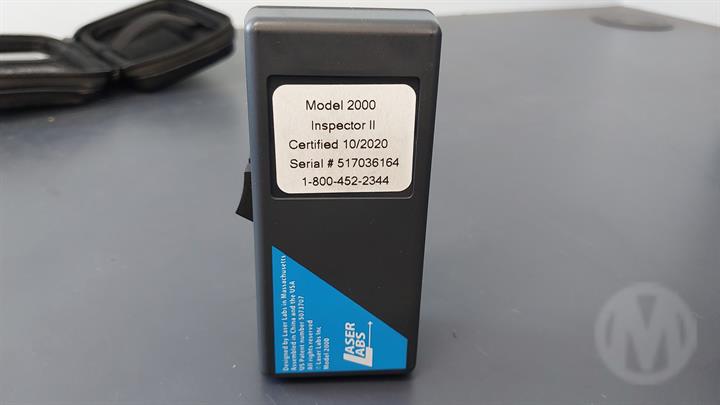 Model 2000
Inspector II
Certified 10/2020
Serial # 517036164
1-800-452-2344
Designed by Laser Labs in Massachusetts
Assembled in China and the USA
US Patent number 5073707
All rights reserved
© Laser Labs Inc
Model 2000
LASER
LABS
M